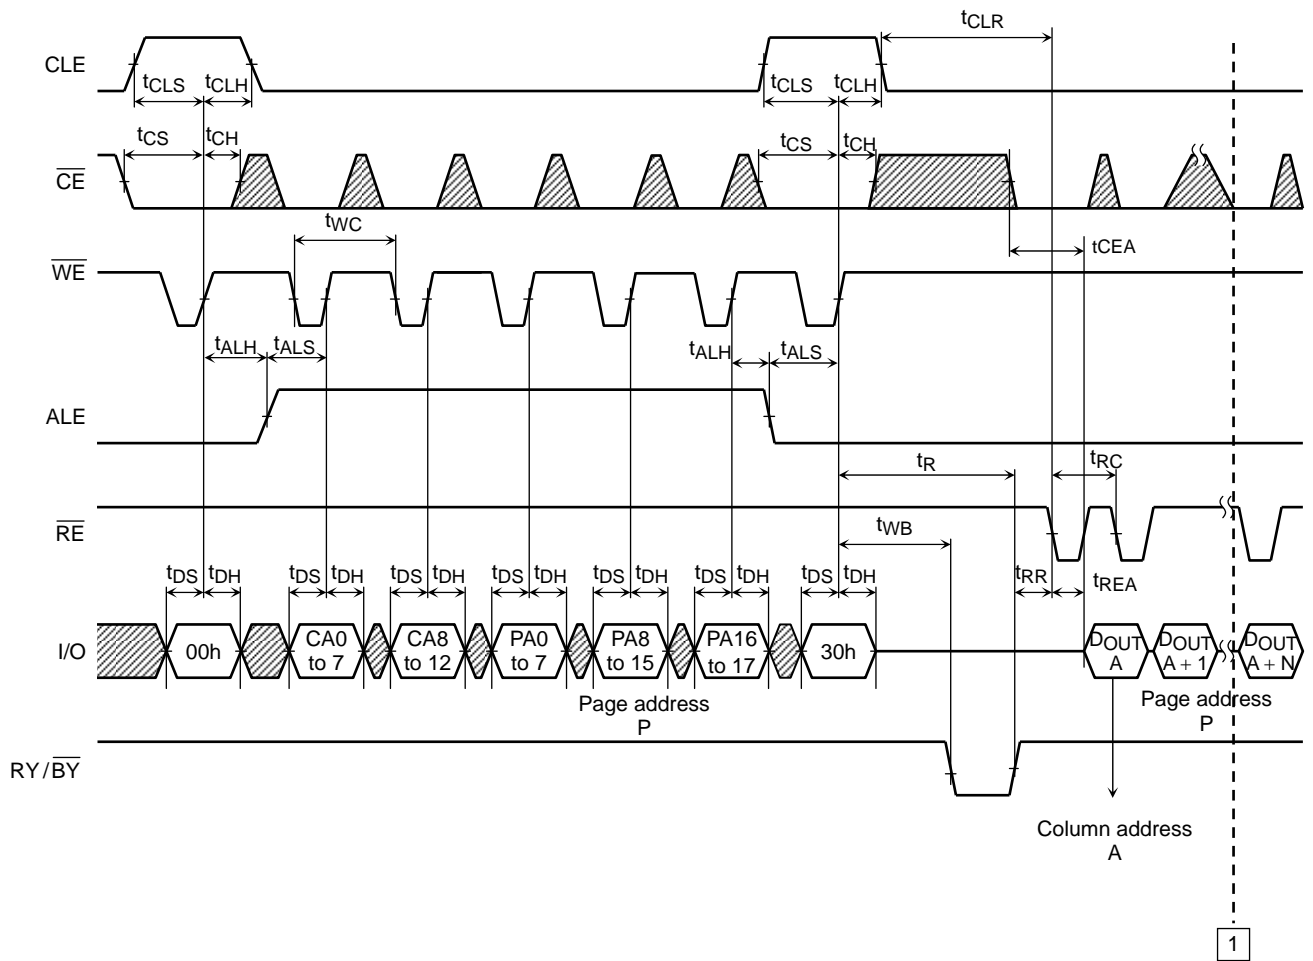 tCLR
CLE
tCLS tCLH tCLS tCLH
tCS tCH tCS tCH
CE
tWC tCEA
WE
tALH tALS tALH tALS
ALE
tR tRC
RE
tWB
tDS tDH tDS tDH tDS tDH tDS tDH tDS tDH tDS tDH tDS tDH tRR tREA
I/O
00h
CA0
to 7
CA8
to 12
PA0
to 7
PA8
to 15
PA16
to 17
30h
DOUT
A
DOUT
A + 1
DOUT
A + N
Page address
P
Page address
P
RY/BY
Column address
A
1